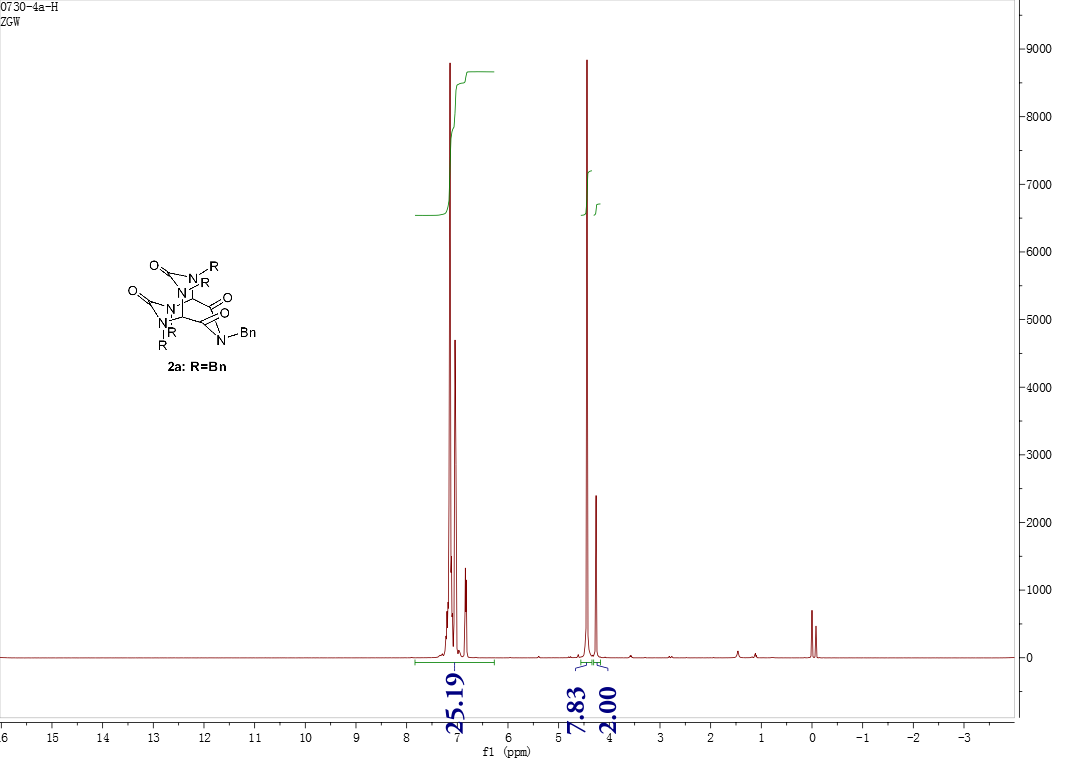 0730-4a-H
ZGW
9000
8000
7000
6000
5000
4000
3000
2000
1000
0
O
N
R
R
N
O
O
N
O
N
R
Bn
R
N
2a: R=Bn
25.19
7.83
2.00
6 15 14 13 12 11 10 9 8 7 6 5 4 3 2 1 0 -1 -2 -3
f1 (ppm)